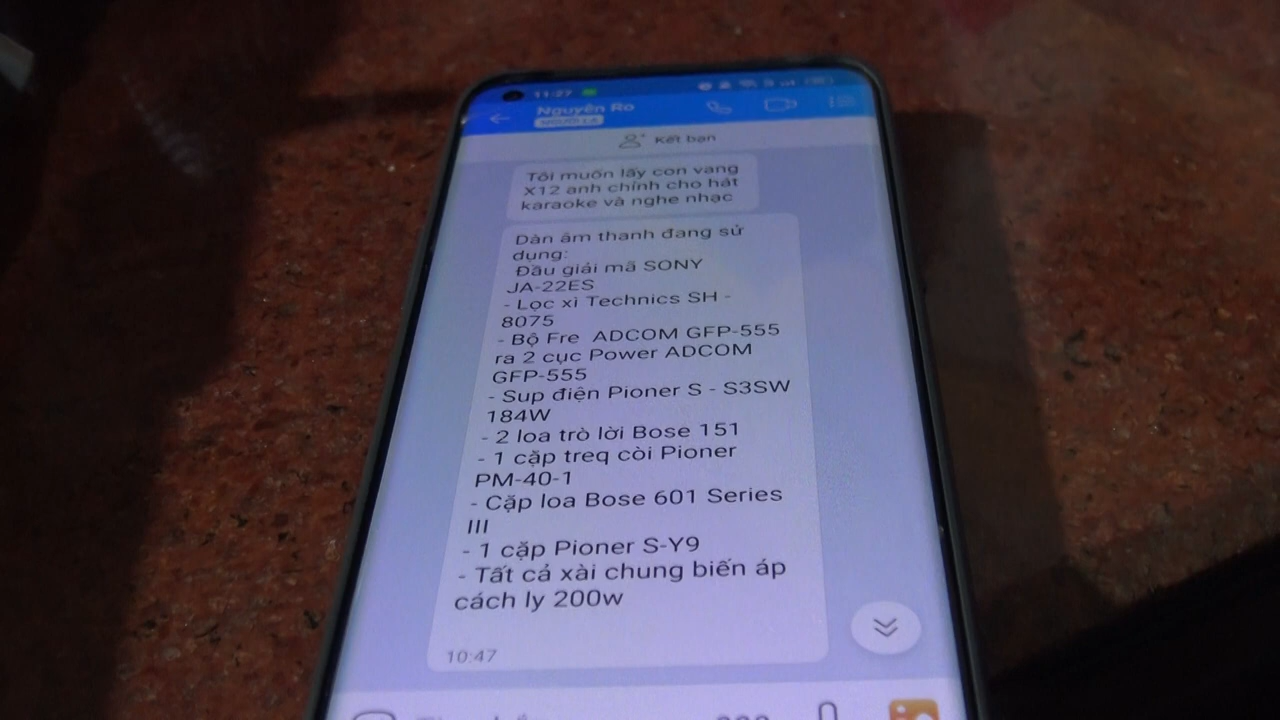 11:27
Nguyên Ro
NGƯỜI LẠ
Kết bạn
Tôi muốn lấy con vang
X12 anh chỉnh cho hát
karaoke và nghe nhạc
Dàn âm thanh đang sử
dụng:
Đầu giải mã SONY
JA-22ES
- Lọc xì Technics SH -
8075
- Bộ Fre ADCOM GFP-555
ra 2 cục Power ADCOM
GFP-555
- Sup điện Pioner S - S3SW
184W
- 2 loa trò lời Bose 151
- 1 cặp treq còi Pioner
PM-40-1
- Cặp loa Bose 601 Series
III
- 1 cặp Pioner S-Y9
- Tất cả xài chung biến áp
cách ly 200w
10:47